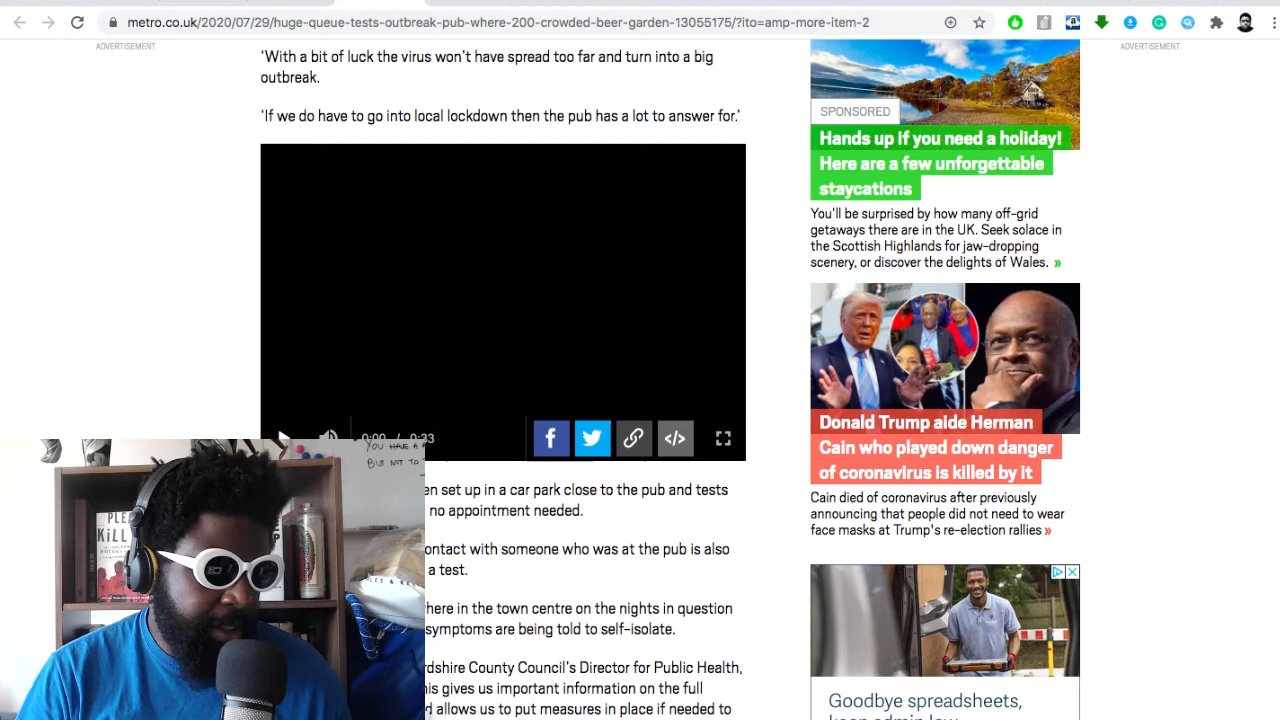 metro.co.uk/2020/07/29/huge-queue-tests-outbreak-pub-where-200-crowded-beer-garden-13055175/?ito=amp-more-item-2
ADVERTISEMENT
‘With a bit of luck the virus won’t have spread too far and turn into a big
outbreak.
‘If we do have to go into local lockdown then the pub has a lot to answer for.’
0:00 / 0:33
YOU HAVE A
BUT NOT TO
PLEA
KILL
en set up in a car park close to the pub and tests
no appointment needed.
ontact with someone who was at the pub is also
a test.
here in the town centre on the nights in question
symptoms are being told to self-isolate.
rdshire County Council’s Director for Public Health,
his gives us important information on the full
d allows us to put measures in place if needed to
SPONSORED
Hands up if you need a holiday!
Here are a few unforgettable
staycations
You'll be surprised by how many off-grid
getaways there are in the UK. Seek solace in
the Scottish Highlands for jaw-dropping
scenery, or discover the delights of Wales. »
Donald Trump aide Herman
Cain who played down danger
of coronavirus is killed by it
Cain died of coronavirus after previously
announcing that people did not need to wear
face masks at Trump's re-election rallies »
Goodbye spreadsheets,
ADVERTISEMENT